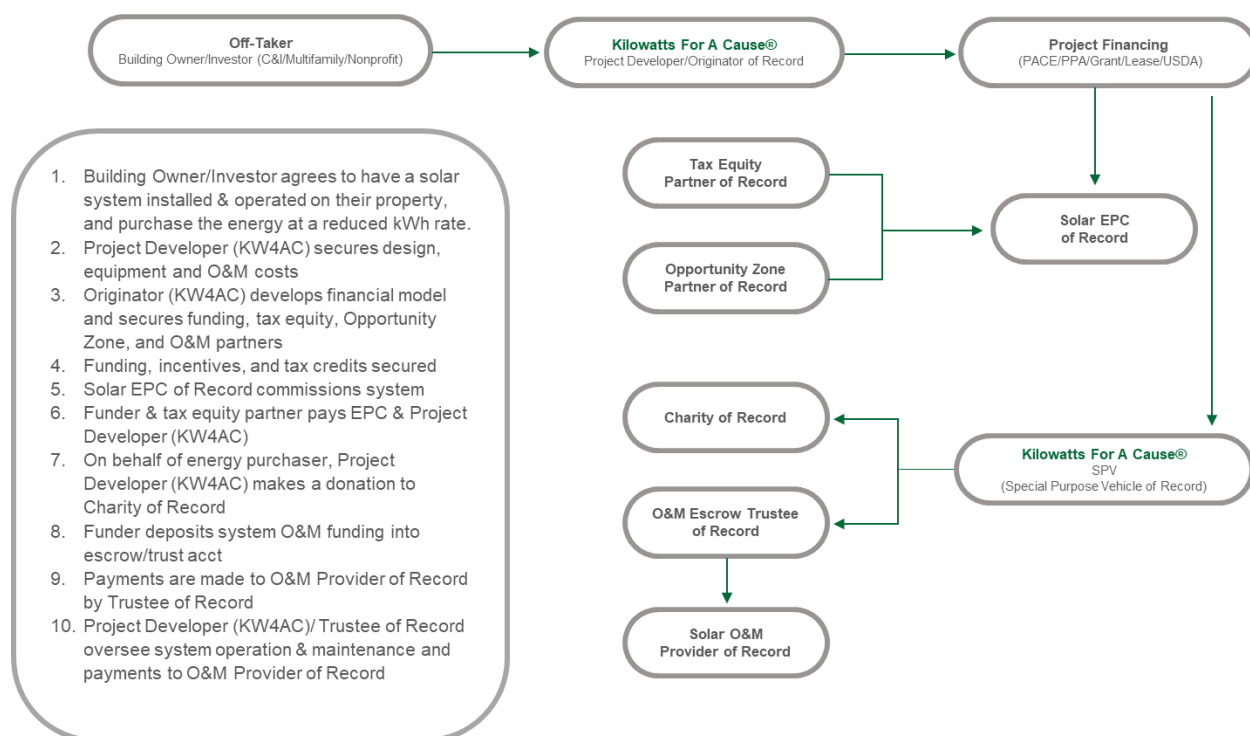 Off-Taker
Building Owner/Investor (C&I/Multifamily/Nonprofit)
Kilowatts For A Cause®
Project Developer/Originator of Record
Project Financing
(PACE/PPA/Grant/Lease/USDA)
1. Building Owner/Investor agrees to have a solar
system installed & operated on their property,
and purchase the energy at a reduced kWh rate.
2. Project Developer (KW4AC) secures design,
equipment and O&M costs
3. Originator (KW4AC) develops financial model
and secures funding, tax equity, Opportunity
Zone, and O&M partners
4. Funding, incentives, and tax credits secured
5. Solar EPC of Record commissions system
6. Funder & tax equity partner pays EPC & Project
Developer (KW4AC)
7. On behalf of energy purchaser, Project
Developer (KW4AC) makes a donation to
Charity of Record
8. Funder deposits system O&M funding into
escrow/trust acct
9. Payments are made to O&M Provider of Record
by Trustee of Record
10. Project Developer (KW4AC)/ Trustee of Record
oversee system operation & maintenance and
payments to O&M Provider of Record
Tax Equity
Partner of Record
Opportunity Zone
Partner of Record
Solar EPC
of Record
Charity of Record
O&M Escrow Trustee
of Record
Solar O&M
Provider of Record
Kilowatts For A Cause®
SPV
(Special Purpose Vehicle of Record)